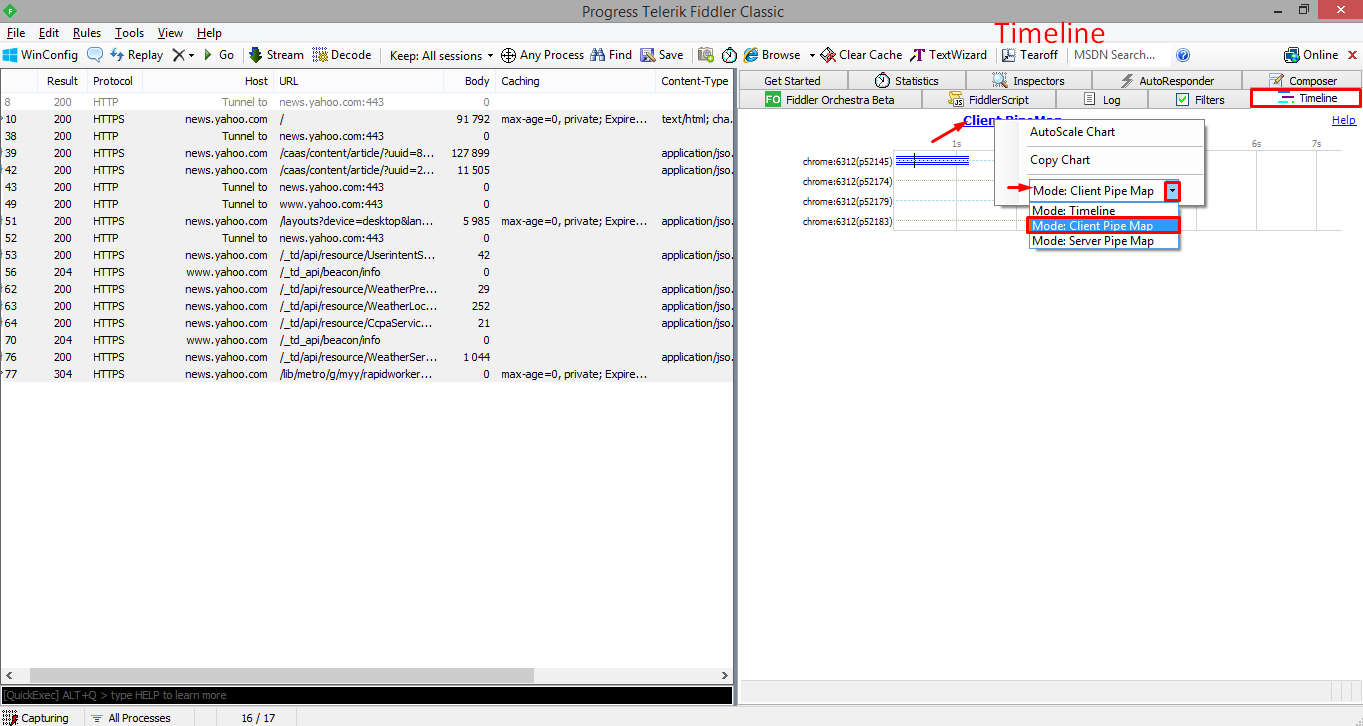 Progress Telerik Fiddler Classic
File Edit Rules Tools View Help
Timeline
WinConfig Replay Go Stream Decode Keep: All sessions Any Process Find Save Browse Clear Cache TextWizard Tearoff MSDN Search... Online
Result Protocol Host URL Body Caching Content-Type
8 200 HTTP Tunnel to news.yahoo.com:443 0
10 200 HTTPS news.yahoo.com / 91 792 max-age=0, private; Expire... text/html; cha...
38 200 HTTP Tunnel to news.yahoo.com:443 0
39 200 HTTPS news.yahoo.com /caas/content/article/?uuid=8... 127 899 application/jso...
42 200 HTTPS news.yahoo.com /caas/content/article/?uuid=2... 11 505 application/jso...
43 200 HTTP Tunnel to news.yahoo.com:443 0
49 200 HTTP Tunnel to www.yahoo.com:443 0
51 200 HTTPS news.yahoo.com /layouts?device=desktop&lan... 5 985 max-age=0, private; Expire... application/jso...
52 200 HTTP Tunnel to news.yahoo.com:443 0
53 200 HTTPS news.yahoo.com /_td/api/resource/UserintentS... 42 application/jso...
56 204 HTTPS www.yahoo.com /_td_api/beacon/info 0
62 200 HTTPS news.yahoo.com /_td/api/resource/WeatherPre... 29 application/jso...
63 200 HTTPS news.yahoo.com /_td/api/resource/WeatherLoc... 252 application/jso...
64 200 HTTPS news.yahoo.com /_td/api/resource/CcpaServic... 21 application/jso...
70 204 HTTPS www.yahoo.com /_td_api/beacon/info 0
76 200 HTTPS news.yahoo.com /_td/api/resource/WeatherSer... 1 044 application/jso...
77 304 HTTPS news.yahoo.com /lib/metro/g/myy/rapidworker... 0 max-age=0, private; Expire...
[QuickExec] ALT+Q > type HELP to learn more
Capturing All Processes 16 / 17
Get Started Statistics Inspectors AutoResponder Composer
FO Fiddler Orchestra Beta JS FiddlerScript Log Filters Timeline
Client PipeMap Help
1s 6s 7s
chrome:6312(p52145)
chrome:6312(p52174)
chrome:6312(p52179)
chrome:6312(p52183)
AutoScale Chart
Copy Chart
Mode: Client Pipe Map
Mode: Timeline
Mode: Client Pipe Map
Mode: Server Pipe Map